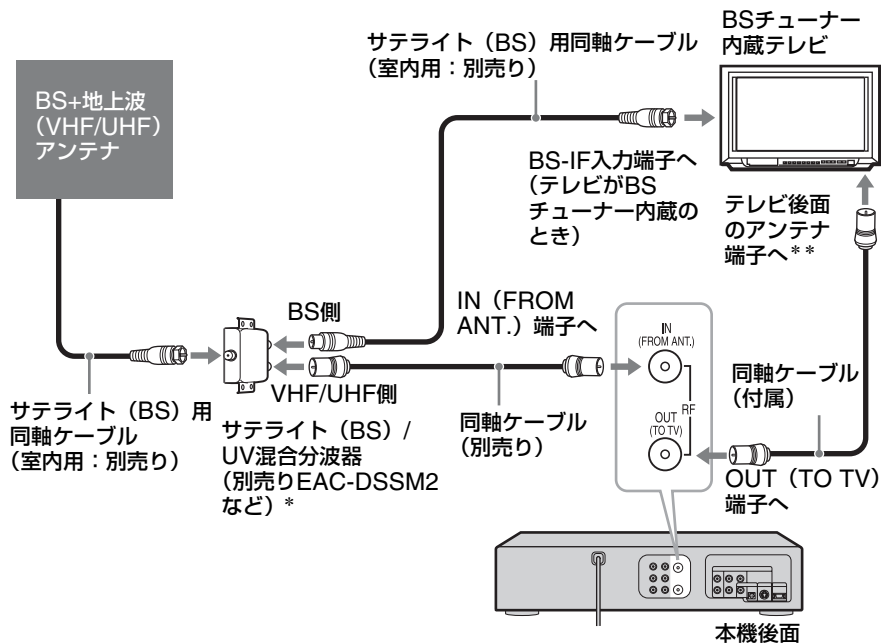 BSチューナー
内蔵テレビ
サテライト（BS）用同軸ケーブル
（室内用：別売り）
BS+地上波
（VHF/UHF）
アンテナ
BS-IF入力端子へ
（テレビがBS
チューナー内蔵の
とき）
テレビ後面
のアンテナ
端子へ**
BS側
IN（FROM
ANT.）端子へ
IN
(FROM ANT.)
VHF/UHF側
同軸ケーブル
（付属）
サテライト（BS）用
同軸ケーブル
（室内用：別売り）
サテライト（BS）/
UV混合分波器
（別売りEAC-DSSM2
など）*
同軸ケーブル
（別売り）
RF
OUT
(TO TV)
OUT（TO TV）
端子へ
本機後面